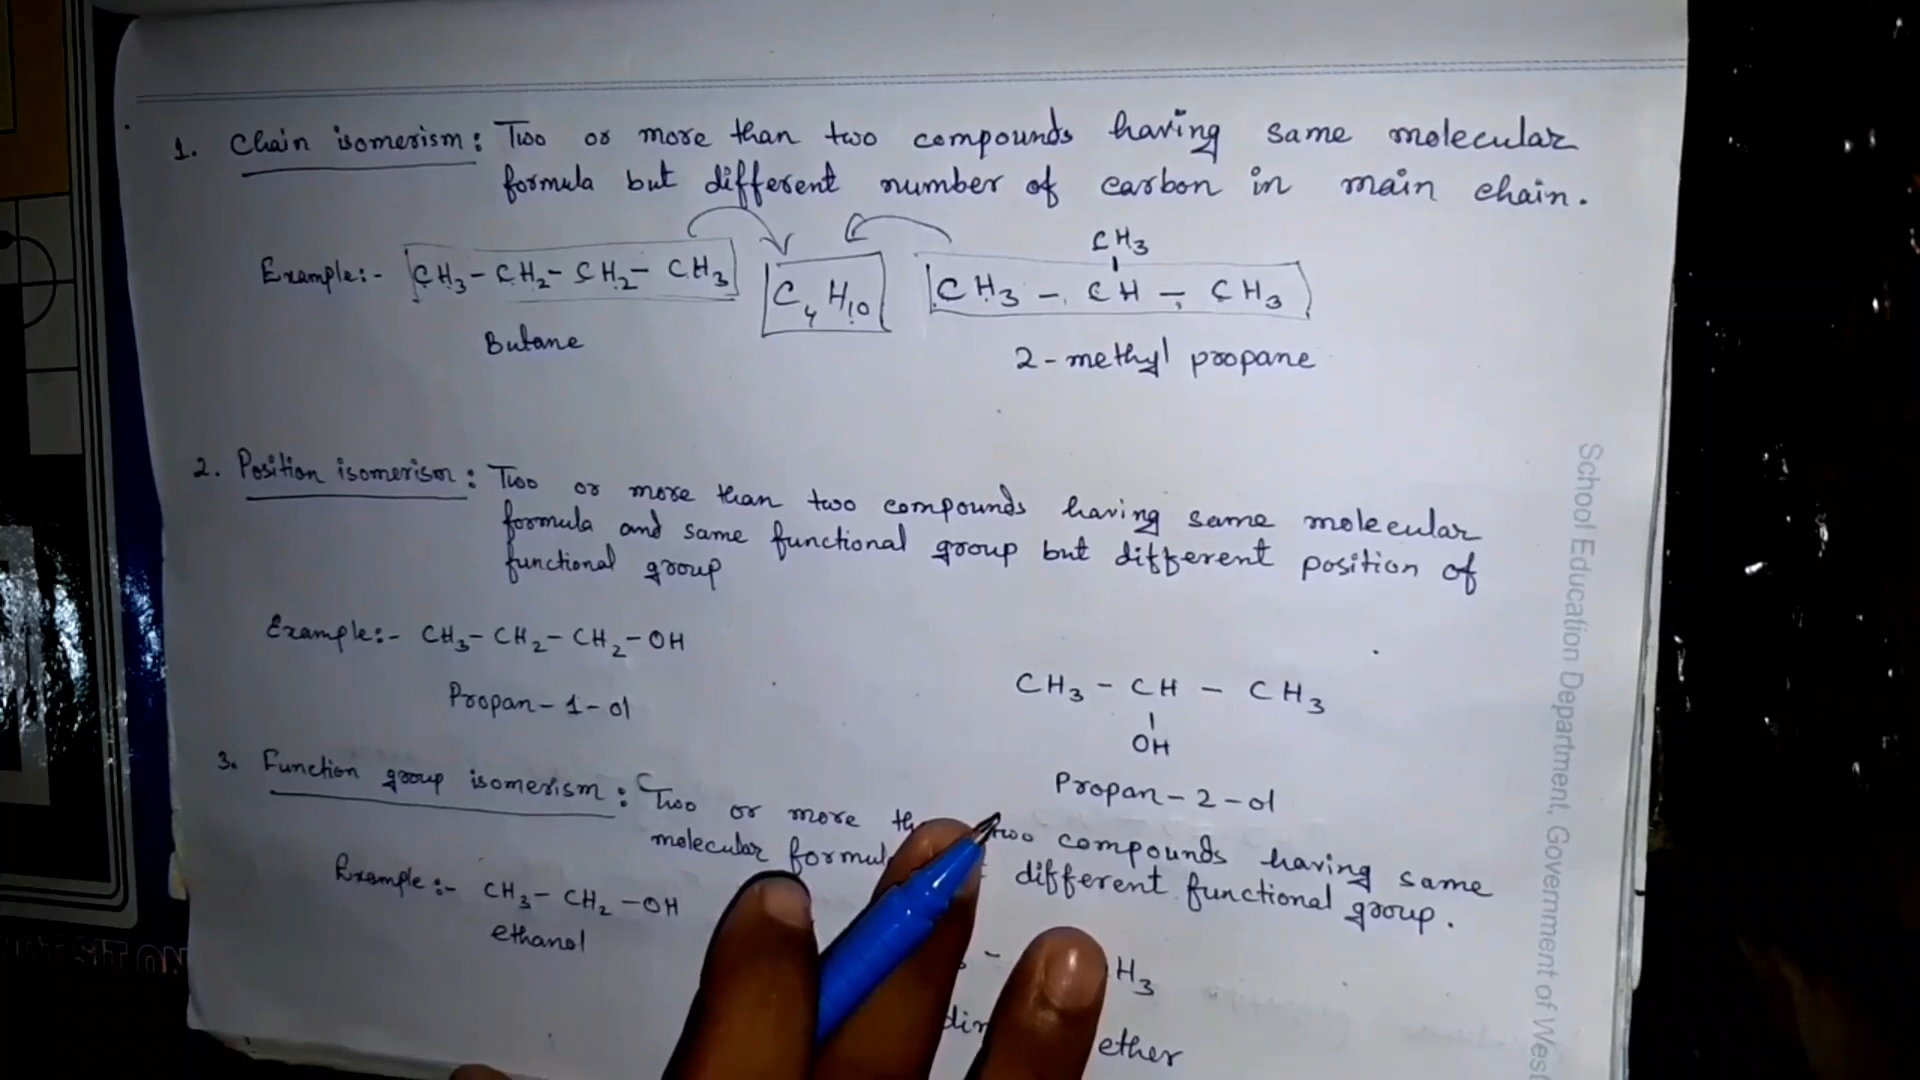 1. Chain isomerism: Two or more than two compounds having same molecular
formula but different number of carbon in main chain.
Example:- CH3-CH2-CH2-CH3
Butane
C4H10
CH3
CH3 - CH - CH3
2-methyl propane
2. Position isomerism: Two or more than two compounds having same molecular
formula and same functional group but different position of
functional group
Example:- CH3-CH2-CH2-OH
Propan-1-ol
CH3 - CH - CH3
OH
Propan-2-ol
3. Function group isomerism: Two or more two compounds having same
molecular different functional group.
Example:- CH3-CH2-OH
ethanol
H3
ether
School Education Department, Government of